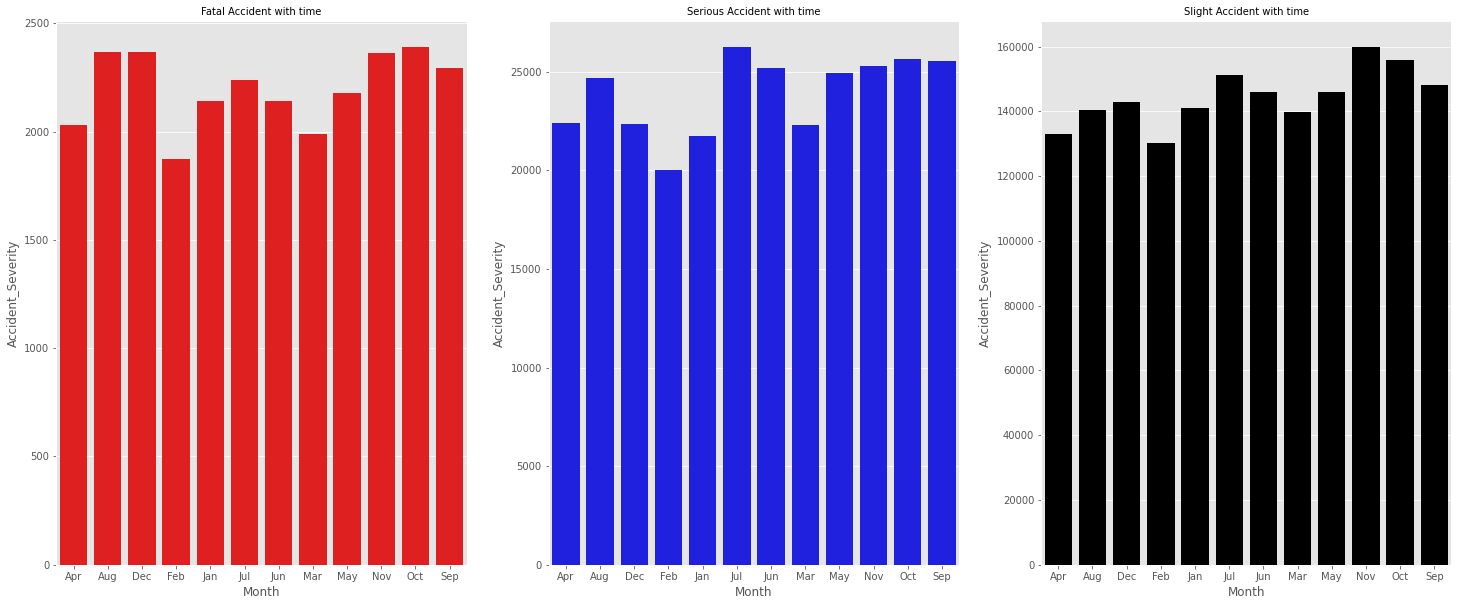 Fatal Accident with time
2500
2000
1500
1000
500
0
Accident_Severity
Apr Aug Dec Feb Jan Jul Jun Mar May Nov Oct Sep
Month
Serious Accident with time
25000
20000
15000
10000
5000
0
Accident_Severity
Apr Aug Dec Feb Jan Jul Jun Mar May Nov Oct Sep
Month
Slight Accident with time
160000
140000
120000
100000
80000
60000
40000
20000
0
Accident_Severity
Apr Aug Dec Feb Jan Jul Jun Mar May Nov Oct Sep
Month